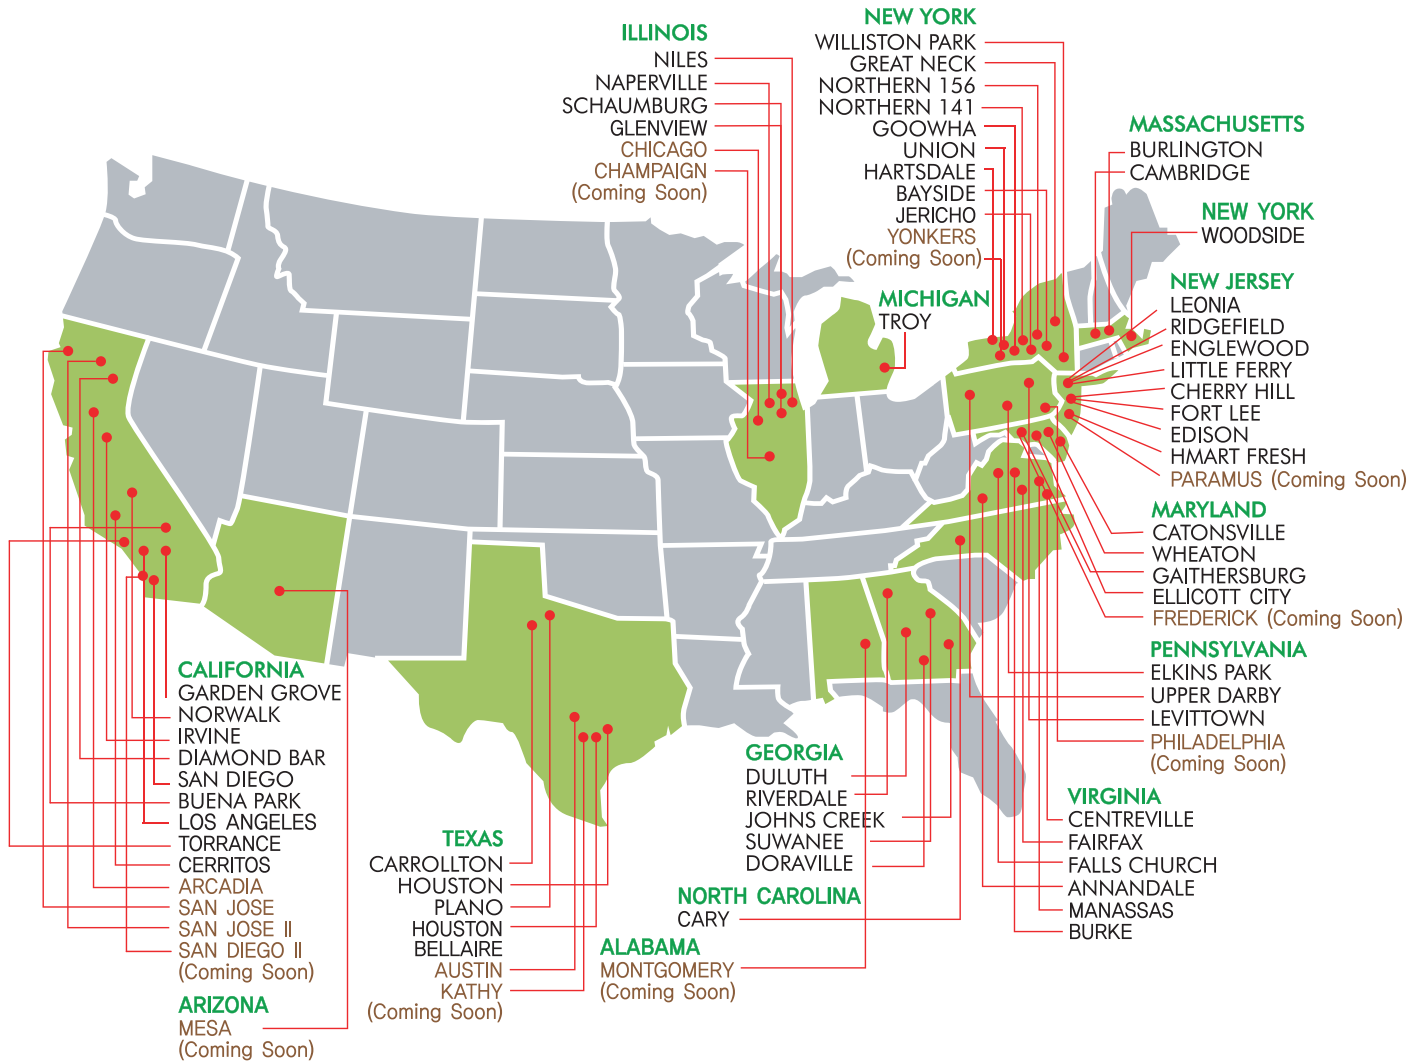 ILLINOIS
NILES
NAPERVILLE
SCHAUMBURG
GLENVIEW
CHICAGO
CHAMPAIGN
(Coming Soon)
NEW YORK
WILLISTON PARK
GREAT NECK
NORTHERN 156
NORTHERN 141
GOOWHA
UNION
HARTSDALE
BAYSIDE
JERICHO
YONKERS
(Coming Soon)
MICHIGAN
TROY
MASSACHUSETTS
BURLINGTON
CAMBRIDGE
NEW YORK
WOODSIDE
NEW JERSEY
LEONIA
RIDGEFIELD
ENGLEWOOD
LITTLE FERRY
CHERRY HILL
FORT LEE
EDISON
HMART FRESH
PARAMUS (Coming Soon)
MARYLAND
CATONSVILLE
WHEATON
GAITHERSBURG
ELLICOTT CITY
FREDERICK (Coming Soon)
PENNSYLVANIA
ELKINS PARK
UPPER DARBY
LEVITTOWN
PHILADELPHIA
(Coming Soon)
VIRGINIA
CENTREVILLE
FAIRFAX
FALLS CHURCH
ANNANDALE
MANASSAS
BURKE
CALIFORNIA
GARDEN GROVE
NORWALK
IRVINE
DIAMOND BAR
SAN DIEGO
BUENA PARK
LOS ANGELES
TORRANCE
CERRITOS
ARCADIA
SAN JOSE
SAN JOSE II
SAN DIEGO II
(Coming Soon)
ARIZONA
MESA
(Coming Soon)
TEXAS
CARROLLTON
HOUSTON
PLANO
HOUSTON
BELLAIRE
AUSTIN
KATHY
(Coming Soon)
GEORGIA
DULUTH
RIVERDALE
JOHNS CREEK
SUWANEE
DORAVILLE
NORTH CAROLINA
CARY
ALABAMA
MONTGOMERY
(Coming Soon)